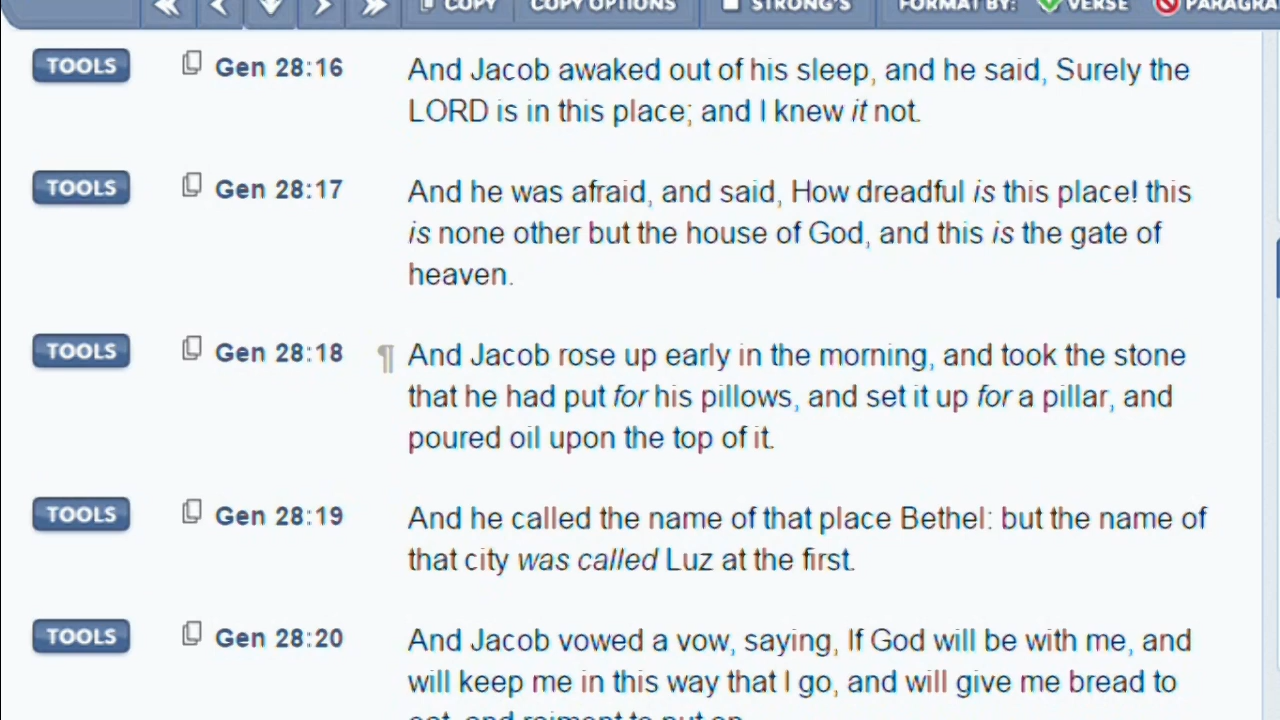 COPY COPY OPTIONS STRONG'S FORMAT BY: VERSE
TOOLS Gen 28:16 And Jacob awaked out of his sleep, and he said, Surely the
LORD is in this place; and I knew it not.
TOOLS Gen 28:17 And he was afraid, and said, How dreadful is this place! this
is none other but the house of God, and this is the gate of
heaven.
TOOLS Gen 28:18 ¶ And Jacob rose up early in the morning, and took the stone
that he had put for his pillows, and set it up for a pillar, and
poured oil upon the top of it.
TOOLS Gen 28:19 And he called the name of that place Bethel: but the name of
that city was called Luz at the first.
TOOLS Gen 28:20 And Jacob vowed a vow, saying, If God will be with me, and
will keep me in this way that I go, and will give me bread to
eat, and raiment to put on